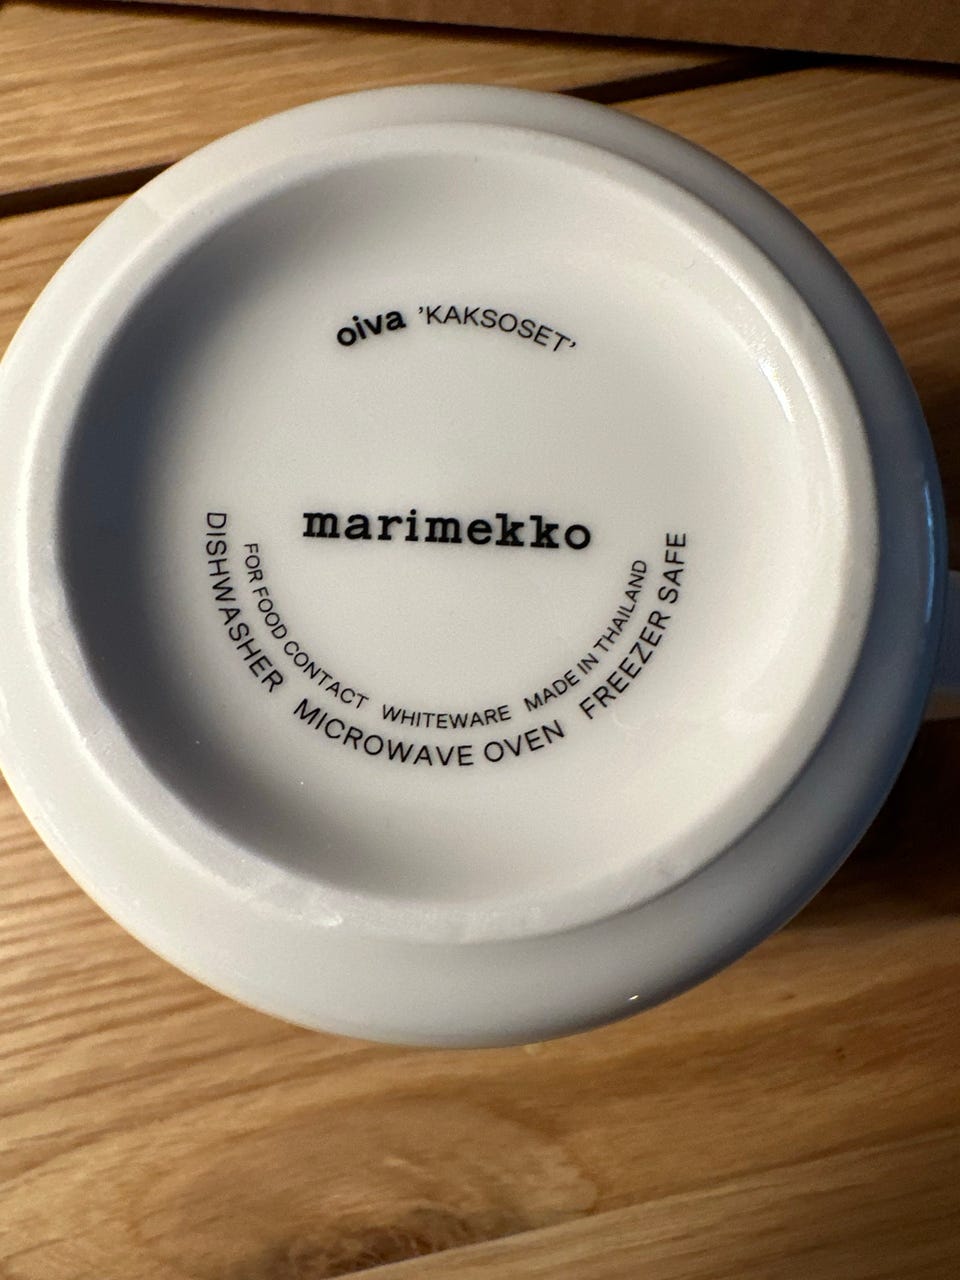 oiva ’KAKSOSET’
marimekko
FOR FOOD CONTACT WHITEWARE MADE IN THAILAND
DISHWASHER MICROWAVE OVEN FREEZER SAFE